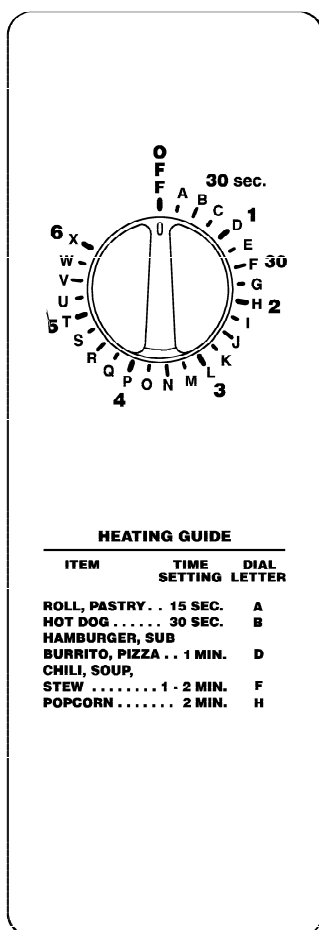 OFF
30 sec.
A
B
C
D 1
E
F 30
G
H 2
I
J
K
L
3
M
N
O
P
4
Q
R
S
5 T
U
V
W
6 X
HEATING GUIDE
ITEM TIME DIAL
SETTING LETTER
ROLL, PASTRY . . 15 SEC. A
HOT DOG . . . . . . 30 SEC. B
HAMBURGER, SUB
BURRITO, PIZZA . . 1 MIN. D
CHILI, SOUP,
STEW . . . . . . . . 1 - 2 MIN. F
POPCORN . . . . . . . 2 MIN. H